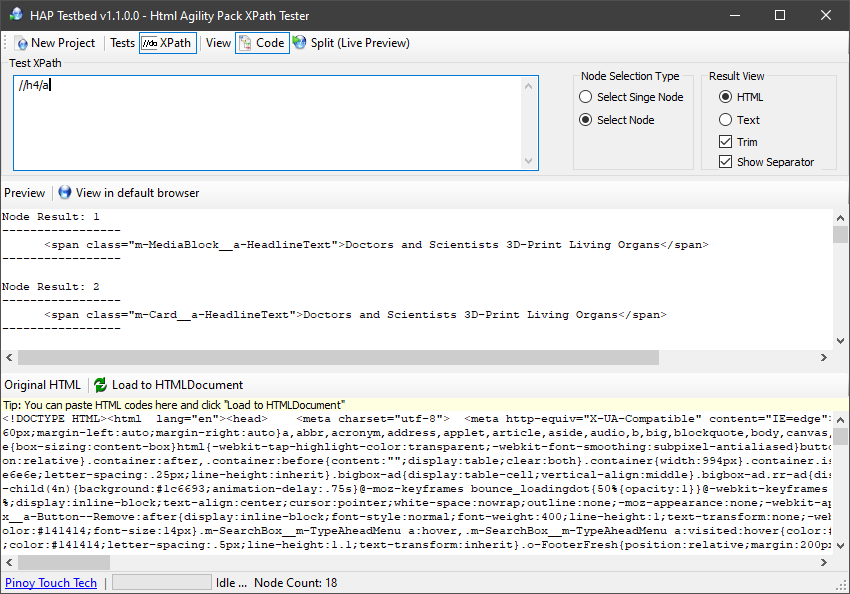 HAP Testbed v1.1.0.0 - Html Agility Pack XPath Tester
New Project Tests //do XPath View Code Split (Live Preview)
Test XPath
//h4/a
Node Selection Type
Select Singe Node
Select Node
Result View
HTML
Text
Trim
Show Separator
Preview View in default browser
Node Result: 1
-----------------
<span class="m-MediaBlock__a-HeadlineText">Doctors and Scientists 3D-Print Living Organs</span>
-----------------
Node Result: 2
-----------------
<span class="m-Card__a-HeadlineText">Doctors and Scientists 3D-Print Living Organs</span>
-----------------
Original HTML Load to HTMLDocument
Tip: You can paste HTML codes here and click "Load to HTMLDocument"
<!DOCTYPE HTML><html  lang="en"><head>    <meta charset="utf-8">  <meta http-equiv="X-UA-Compatible" content="IE=edge">
60px;margin-left:auto;margin-right:auto}a,abbr,acronym,address,applet,article,aside,audio,b,big,blockquote,body,canvas,
e{box-sizing:content-box}html{-webkit-tap-highlight-color:transparent;-webkit-font-smoothing:subpixel-antialiased}butto
on:relative}.container:after,.container:before{content:"";display:table;clear:both}.container{width:994px}.container.is
e6e6e;letter-spacing:.25px;line-height:inherit}.bigbox-ad{display:table-cell;vertical-align:middle}.bigbox-ad.rr-ad{dis
-child(4n){background:#1c6693;animation-delay:.75s}@-moz-keyframes bounce_loadingdot{50%{opacity:1}}@-webkit-keyframes
%;display:inline-block;text-align:center;cursor:pointer;white-space:nowrap;outline:none;-moz-appearance:none;-webkit-ap
x__a-Button--Remove:after{display:inline-block;font-style:normal;font-weight:400;line-height:1;text-transform:none;-web
olor:#141414;font-size:14px}.m-SearchBox__m-TypeAheadMenu a:hover,.m-SearchBox__m-TypeAheadMenu a:visited:hover{color:#
;color:#141414;letter-spacing:.5px;line-height:1.1;text-transform:inherit}.o-FooterFresh{position:relative;margin:200px
Pinoy Touch Tech | Idle ... Node Count: 18